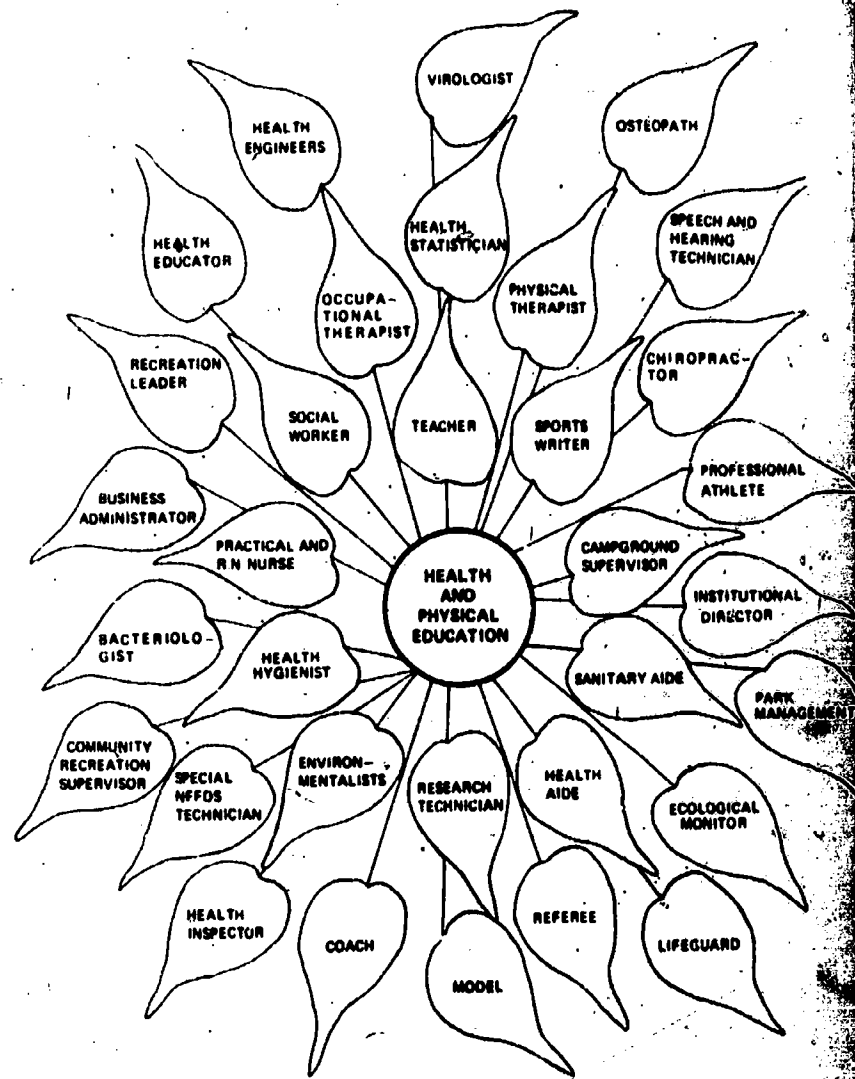 VIROLOGIST
HEALTH
ENGINEERS
OSTEOPATH
HEALTH
EDUCATOR
HEALTH
STATISTICIAN
SPEECH AND
HEARING
TECHNICIAN
OCCUPA-
TIONAL
THERAPIST
PHYSICAL
THERAPIST
RECREATION
LEADER
CHIROPRAC-
TOR
SOCIAL
WORKER
TEACHER
SPORTS
WRITER
PROFESSIONAL
ATHLETE
BUSINESS
ADMINISTRATOR
PRACTICAL AND
R N NURSE
CAMPGROUND
SUPERVISOR
HEALTH
AND
PHYSICAL
EDUCATION
INSTITUTIONAL
DIRECTOR
BACTERIOLO-
GIST
HEALTH
HYGIENIST
SANITARY AIDE
PARK
MANAGEMENT
COMMUNITY
RECREATION
SUPERVISOR
SPECIAL
NEEDS
TECHNICIAN
ENVIRON-
MENTALISTS
RESEARCH
TECHNICIAN
HEALTH
AIDE
ECOLOGICAL
MONITOR
HEALTH
INSPECTOR
COACH
MODEL
REFEREE
LIFEGUARD